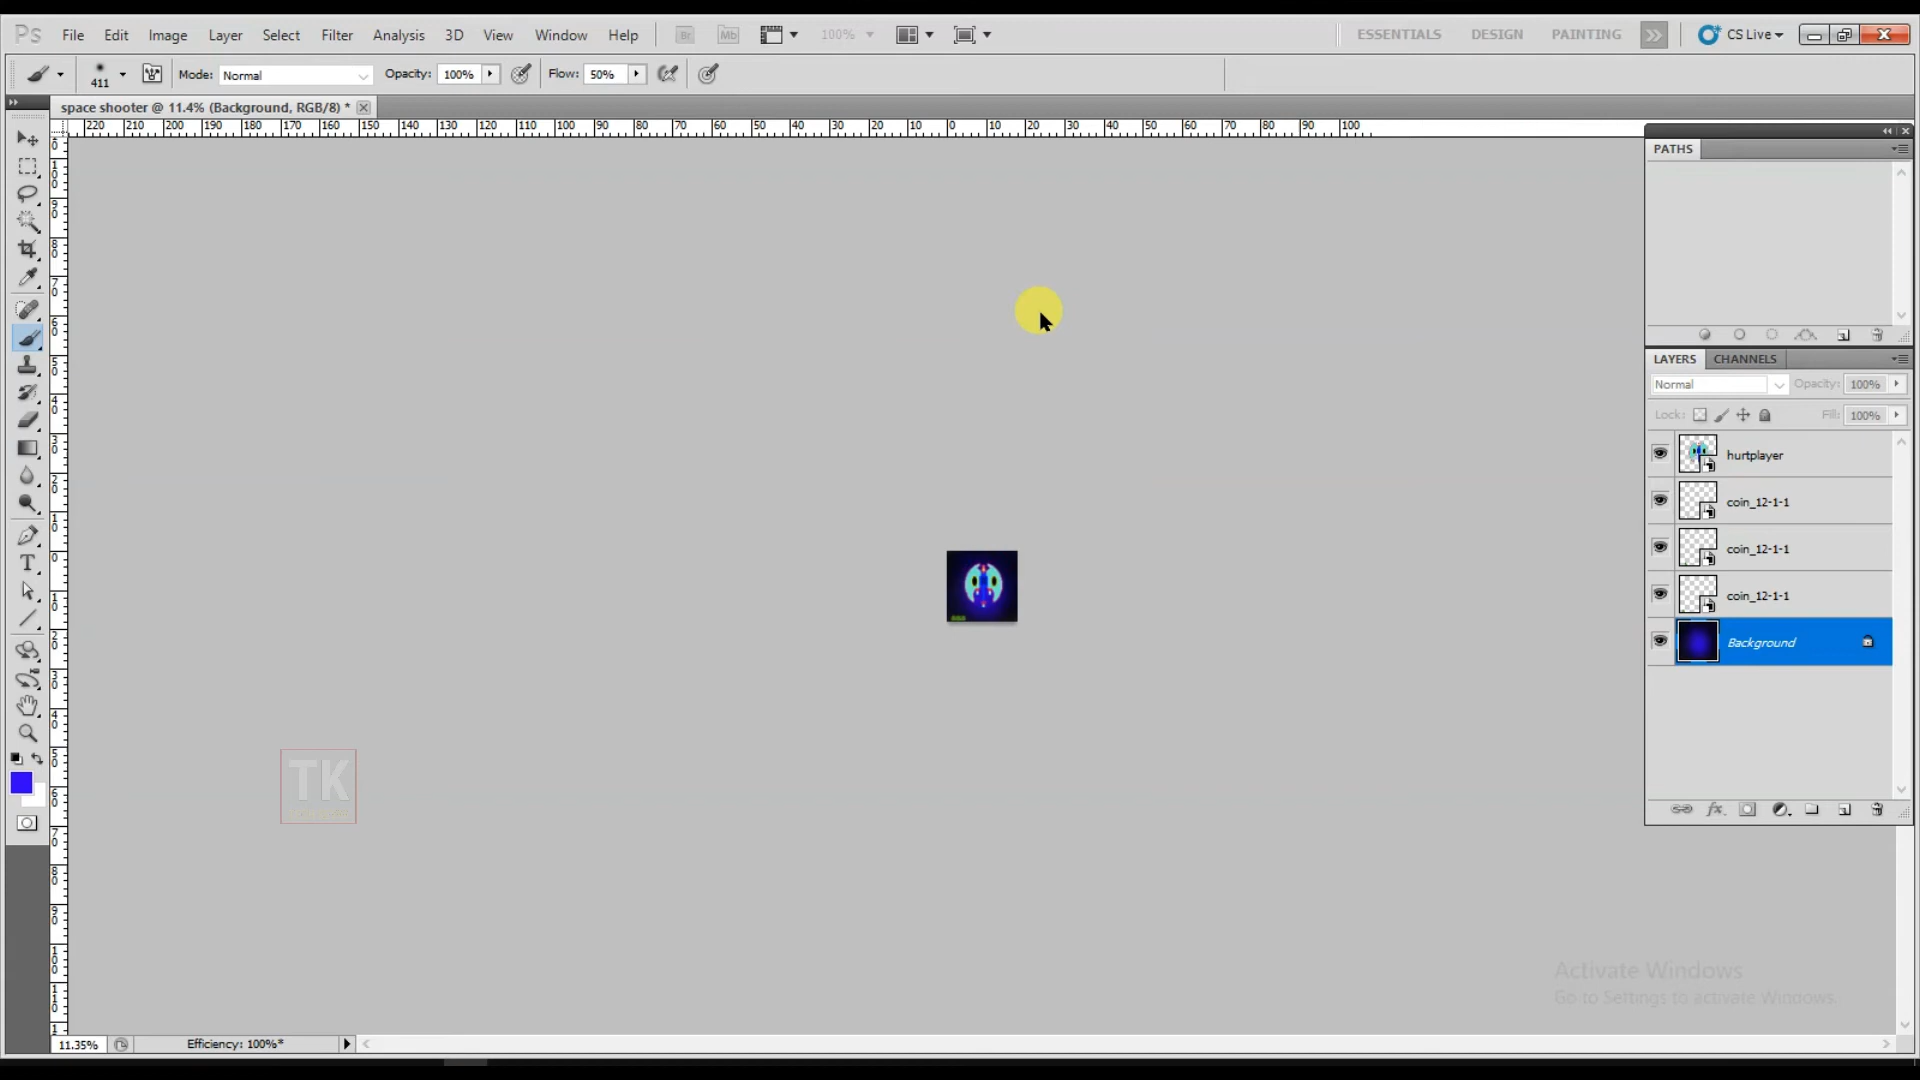 Ps File Edit Image Layer Select Filter Analysis 3D View Window Help Br Mb 100% ESSENTIALS DESIGN PAINTING CS Live
411 Mode: Normal Opacity: 100% Flow: 50%
space shooter @ 11.4% (Background, RGB/8) *
220 210 200 190 180 170 160 150 140 130 120 110 100 90 80 70 60 50 40 30 20 10 0 10 20 30 40 50 60 70 80 90 100
PATHS
LAYERS CHANNELS
Normal Opacity: 100%
Lock: Fill: 100%
hurtplayer
coin_12-1-1
coin_12-1-1
coin_12-1-1
Background
TK
Activate Windows
Go to Settings to activate Windows.
11.35% Efficiency: 100%*